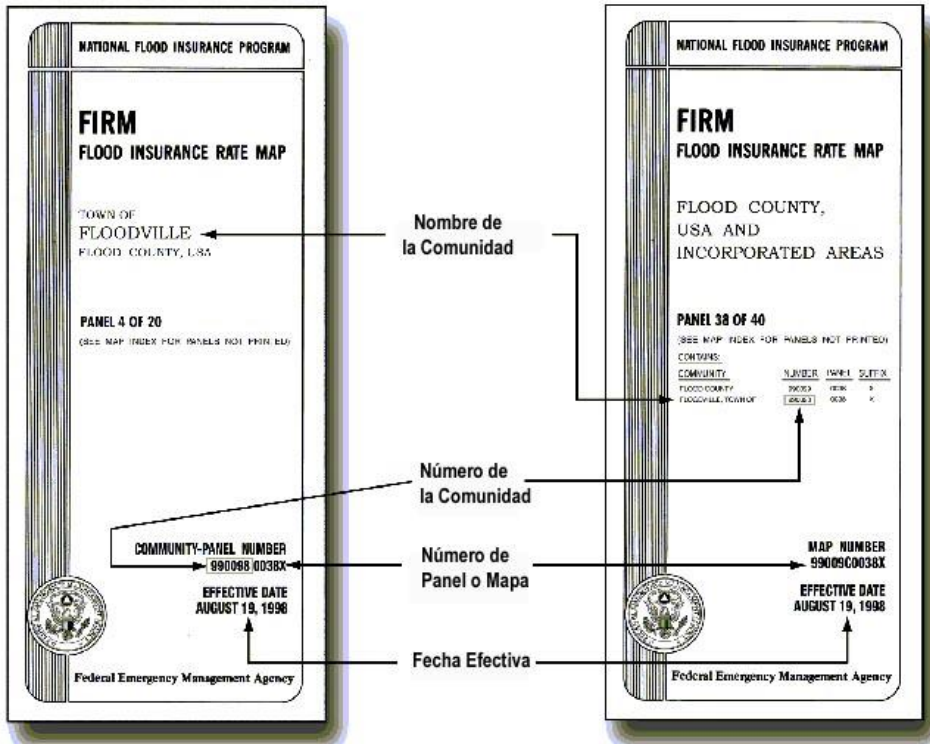 NATIONAL FLOOD INSURANCE PROGRAM
FIRM
FLOOD INSURANCE RATE MAP
TOWN OF
FLOODVILLE
FLOOD COUNTY, USA
PANEL 4 OF 20
(SEE MAP INDEX FOR PANELS NOT PRINTED)
COMMUNITY-PANEL NUMBER
990098 0038X
EFFECTIVE DATE
AUGUST 19, 1998
Federal Emergency Management Agency
Nombre de
la Comunidad
Número de
la Comunidad
Número de
Panel o Mapa
Fecha Efectiva
NATIONAL FLOOD INSURANCE PROGRAM
FIRM
FLOOD INSURANCE RATE MAP
FLOOD COUNTY,
USA AND
INCORPORATED AREAS
PANEL 38 OF 40
(SEE MAP INDEX FOR PANELS NOT PRINTED)
CONTAINS:
COMMUNITY NUMBER PANEL SUFFIX
FLOOD COUNTY 0038 X
FLOODVILLE, TOWN OF 0038 X
MAP NUMBER
99009C0038X
EFFECTIVE DATE
AUGUST 19, 1998
Federal Emergency Management Agency